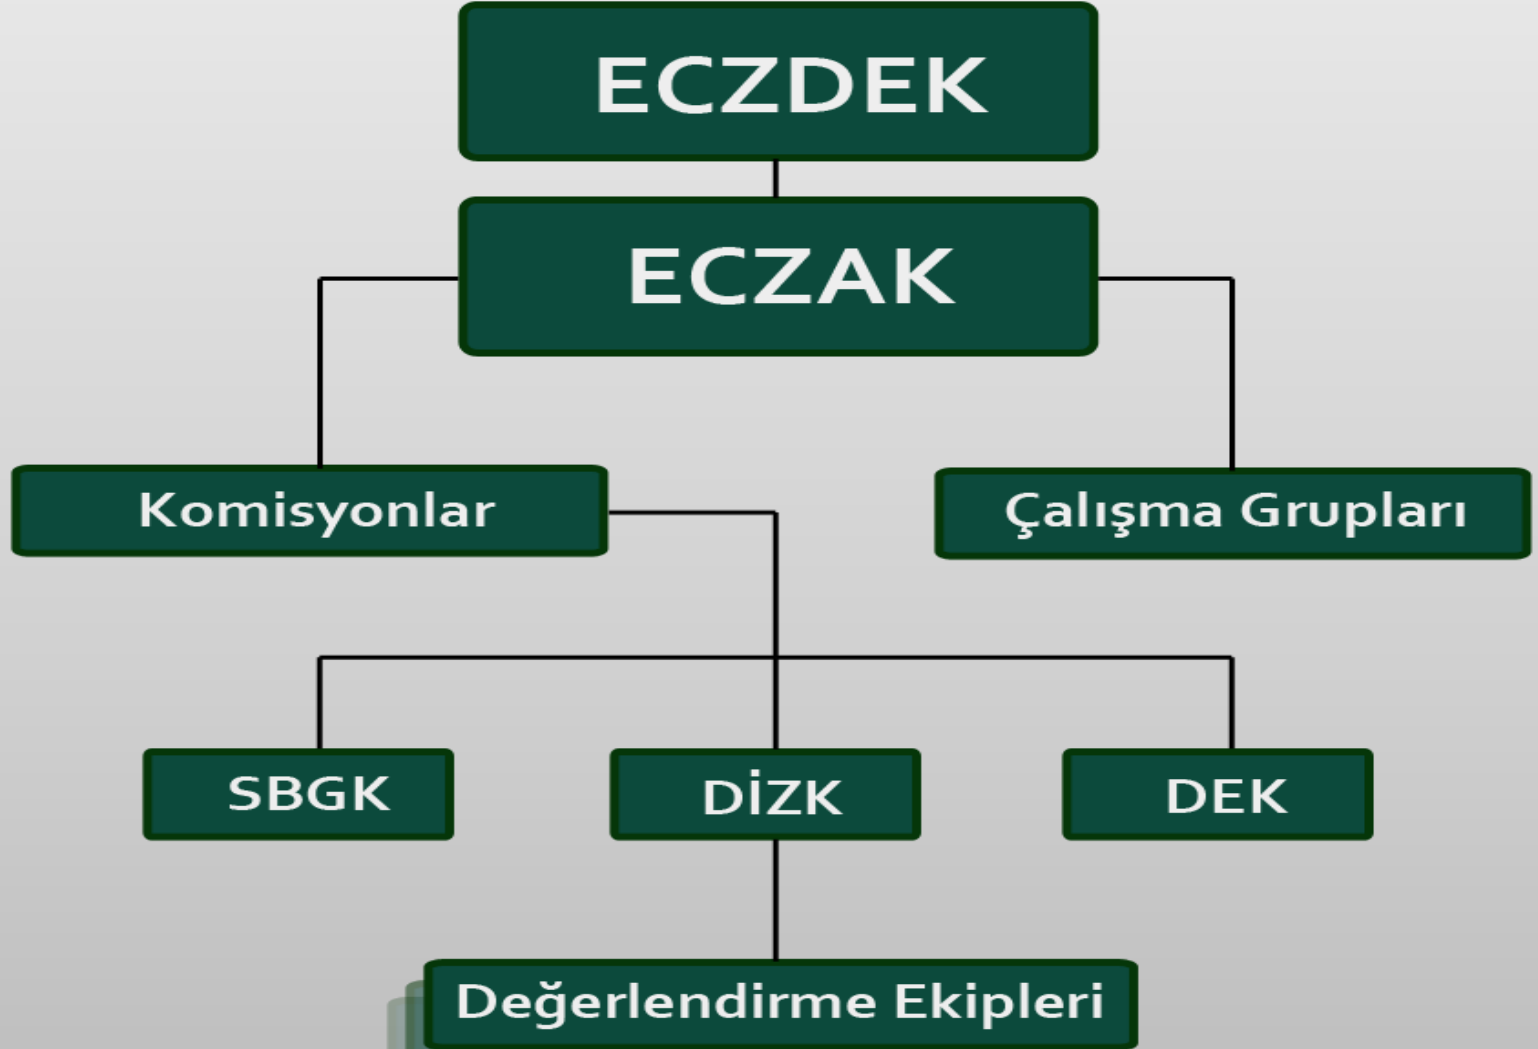 ECZDEK
ECZAK
Komisyonlar
Çalışma Grupları
SBGK
DİZK
DEK
Değerlendirme Ekipleri